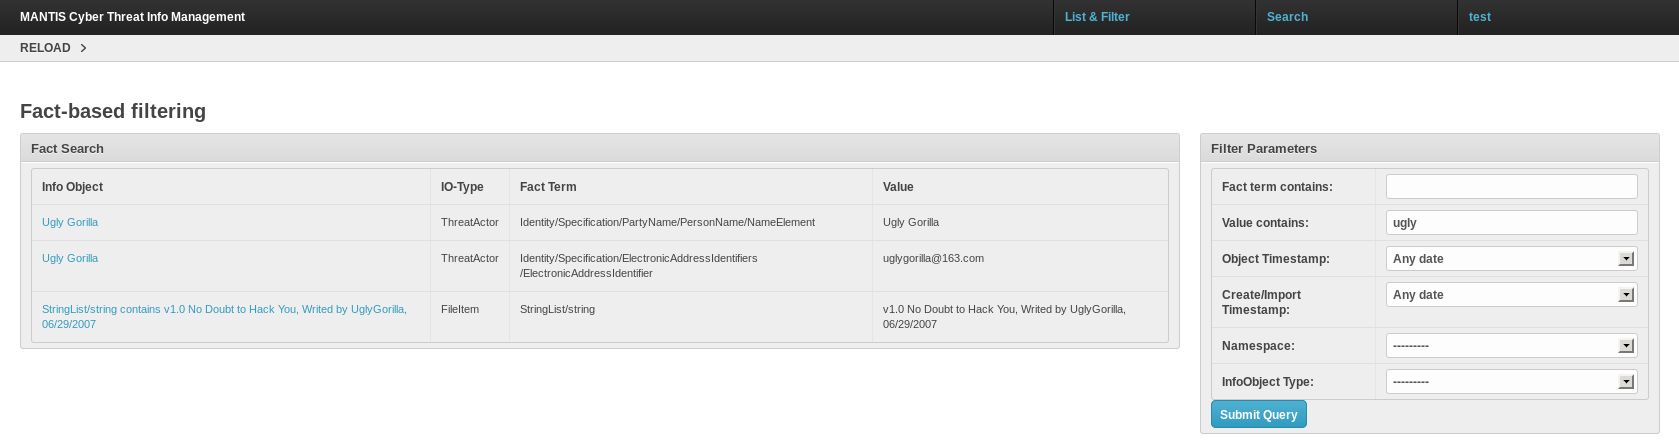 MANTIS Cyber Threat Info Management
List & Filter
Search
test
RELOAD
Fact-based filtering
Fact Search
Info Object IO-Type Fact Term Value
Ugly Gorilla ThreatActor Identity/Specification/PartyName/PersonName/NameElement Ugly Gorilla
Ugly Gorilla ThreatActor Identity/Specification/ElectronicAddressIdentifiers uglygorilla@163.com
/ElectronicAddressIdentifier
StringList/string contains v1.0 No Doubt to Hack You, Writed by UglyGorilla, FileItem StringList/string v1.0 No Doubt to Hack You, Writed by UglyGorilla,
06/29/2007 06/29/2007
Filter Parameters
Fact term contains:
Value contains: ugly
Object Timestamp: Any date
Create/Import Any date
Timestamp:
Namespace: ---------
InfoObject Type: ---------
Submit Query